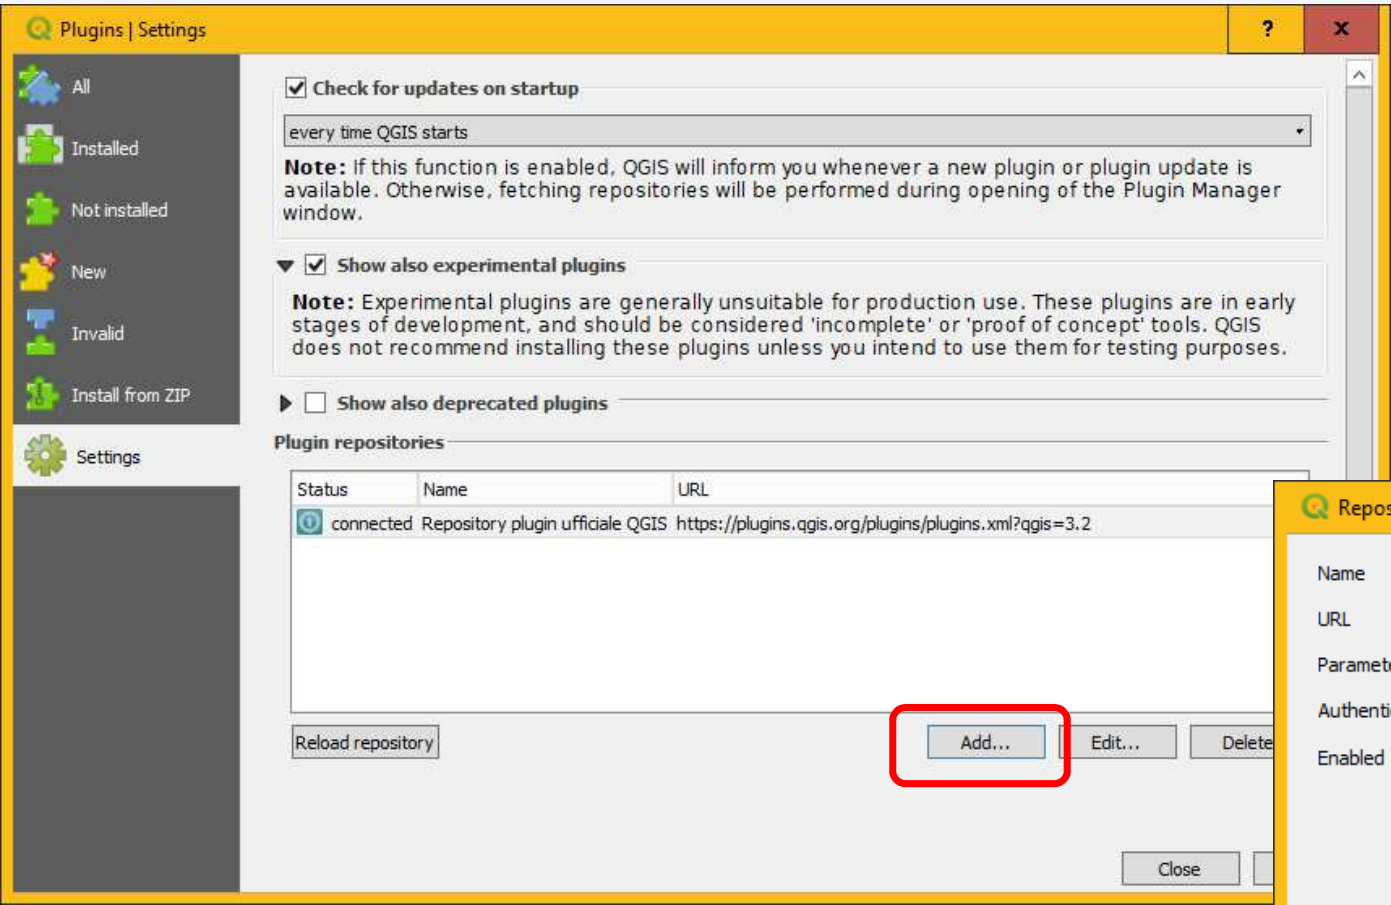 Plugins | Settings
?
x
All
Installed
Not installed
New
Invalid
Install from ZIP
Settings
Check for updates on startup
every time QGIS starts
Note: If this function is enabled, QGIS will inform you whenever a new plugin or plugin update is
available. Otherwise, fetching repositories will be performed during opening of the Plugin Manager
window.
Show also experimental plugins
Note: Experimental plugins are generally unsuitable for production use. These plugins are in early
stages of development, and should be considered 'incomplete' or 'proof of concept' tools. QGIS
does not recommend installing these plugins unless you intend to use them for testing purposes.
Show also deprecated plugins
Plugin repositories
Status Name URL
connected Repository plugin ufficiale QGIS https://plugins.qgis.org/plugins/plugins.xml?qgis=3.2
Reload repository Add... Edit... Delete
Close
Repos
Name
URL
Paramet
Authenti
Enabled